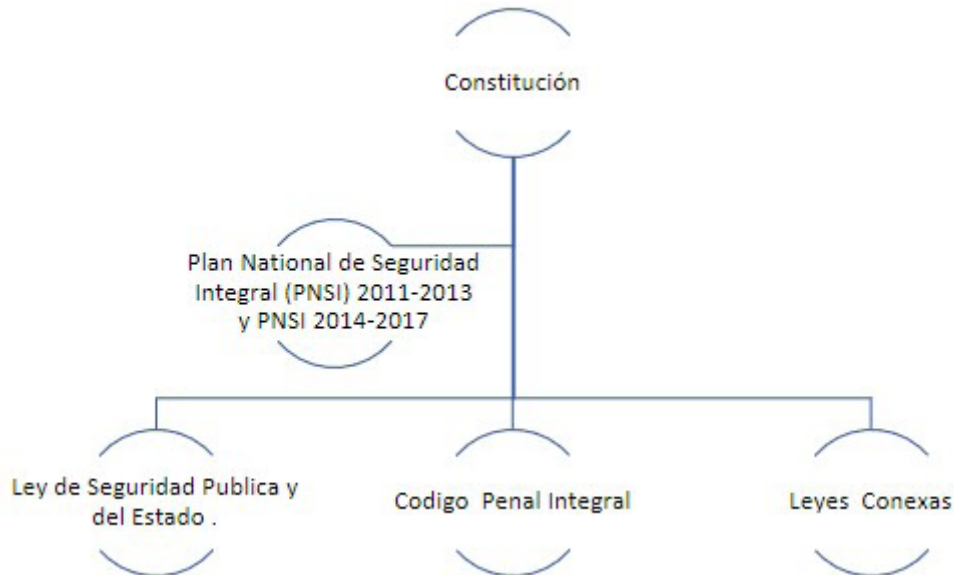 Constitución
Plan National de Seguridad
Integral (PNSI) 2011-2013
y PNSI 2014-2017
Ley de Seguridad Publica y
del Estado .
Codigo Penal Integral
Leyes Conexas